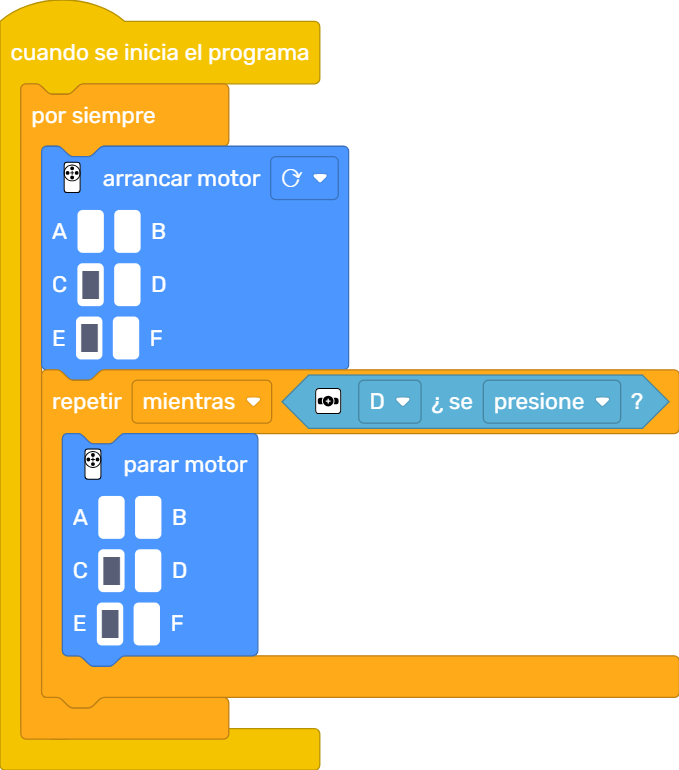 cuando se inicia el programa
por siempre
arrancar motor
A B
C D
E F
repetir mientras D ¿ se presione ?
parar motor
A B
C D
E F